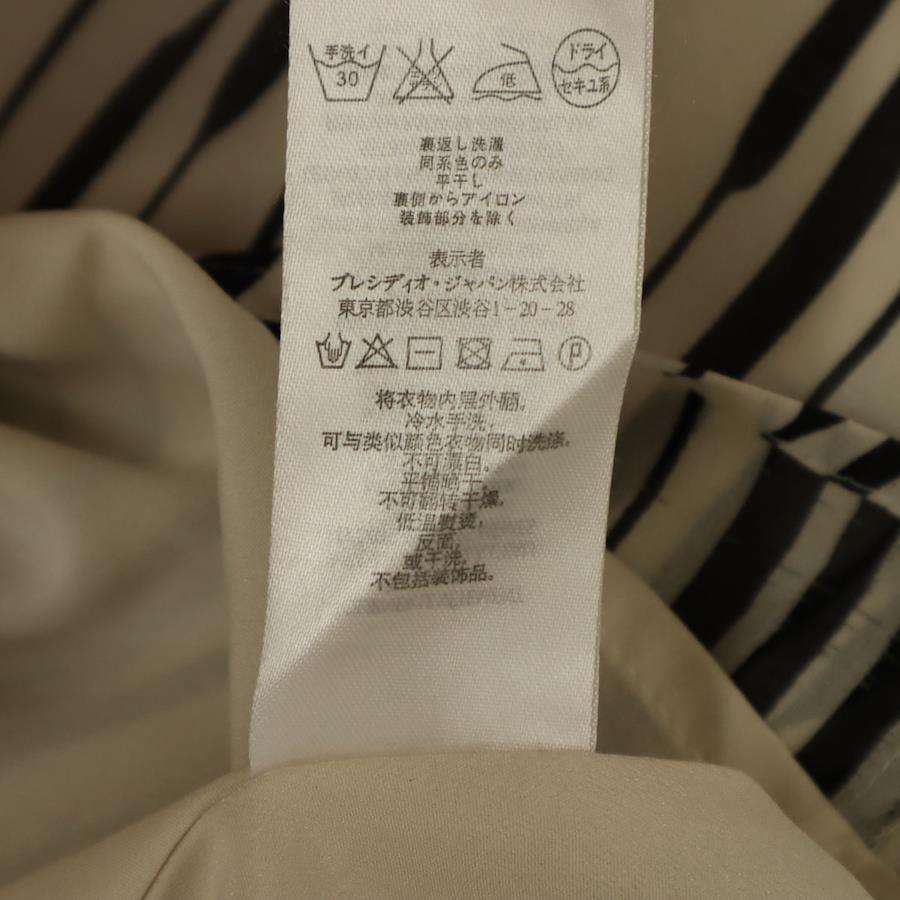 手洗イ 30 低 ドライ セキユ系
裏返し洗濯
同系色のみ
平干し
裏側からアイロン
装飾部分を除く
表示者
プレシディオ・ジャパン株式会社
東京都渋谷区渋谷1-20-28
P
将衣物内层外翻,
冷水手洗,
可与类似颜色衣物同时洗涤.
不可漂白。
平铺晒干。
不可翻转干燥,
低温熨烫,
反面,
或干洗,
不包括装饰品。